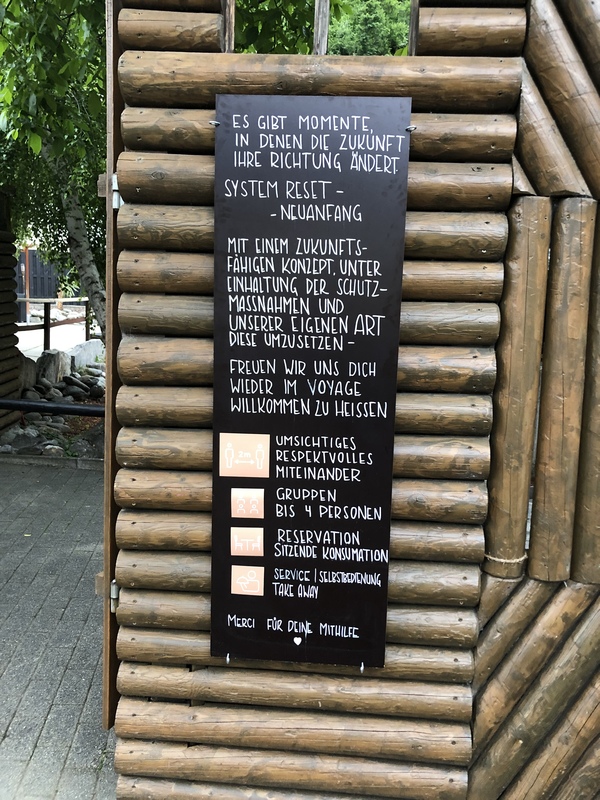 ES GIBT MOMENTE,
IN DENEN DIE ZUKUNFT
IHRE RICHTUNG ÄNDERT.
SYSTEM RESET -
- NEUANFANG
MIT EINEM ZUKUNFTS-
FÄHIGEN KONZEPT, UNTER
EINHALTUNG DER SCHUTZ-
MASSNAHMEN UND
UNSERER EIGENEN ART
DIESE UMZUSETZEN -
FREUEN WIR UNS DICH
WIEDER IM VOYAGE
WILLKOMMEN ZU HEISSEN
2m
UMSICHTIGES
RESPEKTVOLLES
MITEINANDER
GRUPPEN
BIS 4 PERSONEN
RESERVATION
SITZENDE KONSUMATION
SERVICE | SELBSTBEDIENUNG
TAKE AWAY
MERCI FÜR DEINE MITHILFE